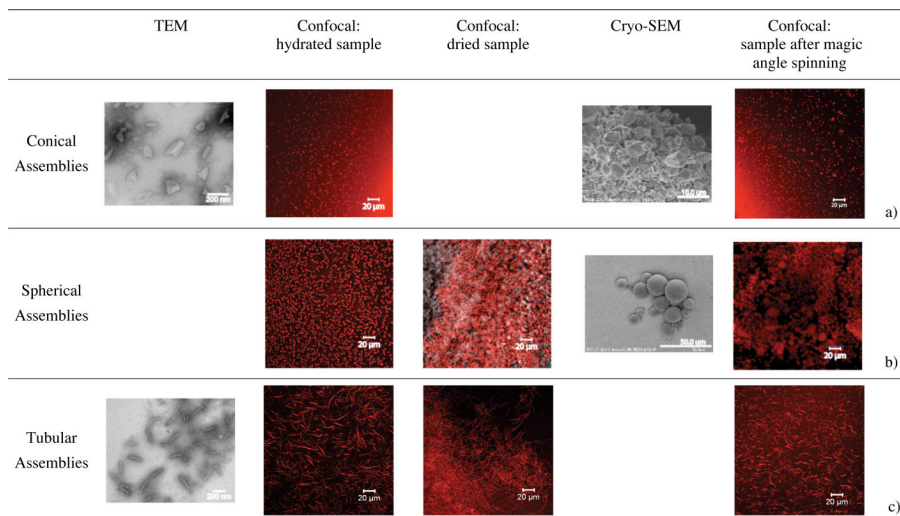 TEM
Confocal:
hydrated sample
Confocal:
dried sample
Cryo-SEM
Confocal:
sample after magic
angle spinning
Conical
Assemblies
200 nm
20 µm
10.0 um
20 µm
a)
Spherical
Assemblies
20 µm
20 µm
50.0 um
20 µm
b)
Tubular
Assemblies
200 nm
20 µm
20 µm
20 µm
c)